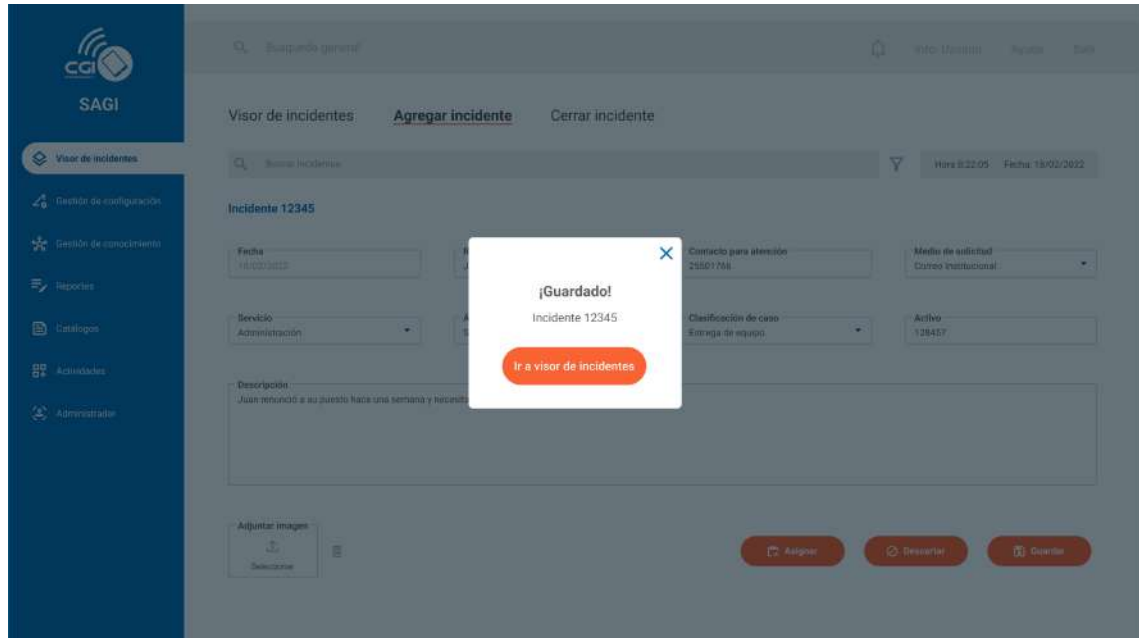 CGI
SAGI
Busqueda general
Info. Usuario Ayuda Salir
Visor de incidentes Agregar incidente Cerrar incidente
Visor de incidentes
Buscar incidentes
Hora 8:22:05 Fecha: 18/02/2022
Gestión de configuración
Incidente 12345
Gestión de conocimiento
Fecha
18/02/2022
Contacto para atención
25501766
Medio de solicitud
Correo Institucional
Reportes
¡Guardado!
Incidente 12345
Servicio
Administración
Clasificación de caso
Entrega de equipo
Activo
128457
Catálogos
Ir a visor de incidentes
Actividades
Descripción
Juan renunció a su puesto hace una semana y
Administrador
Adjuntar imagen
Seleccionar
Asignar
Descartar
Guardar